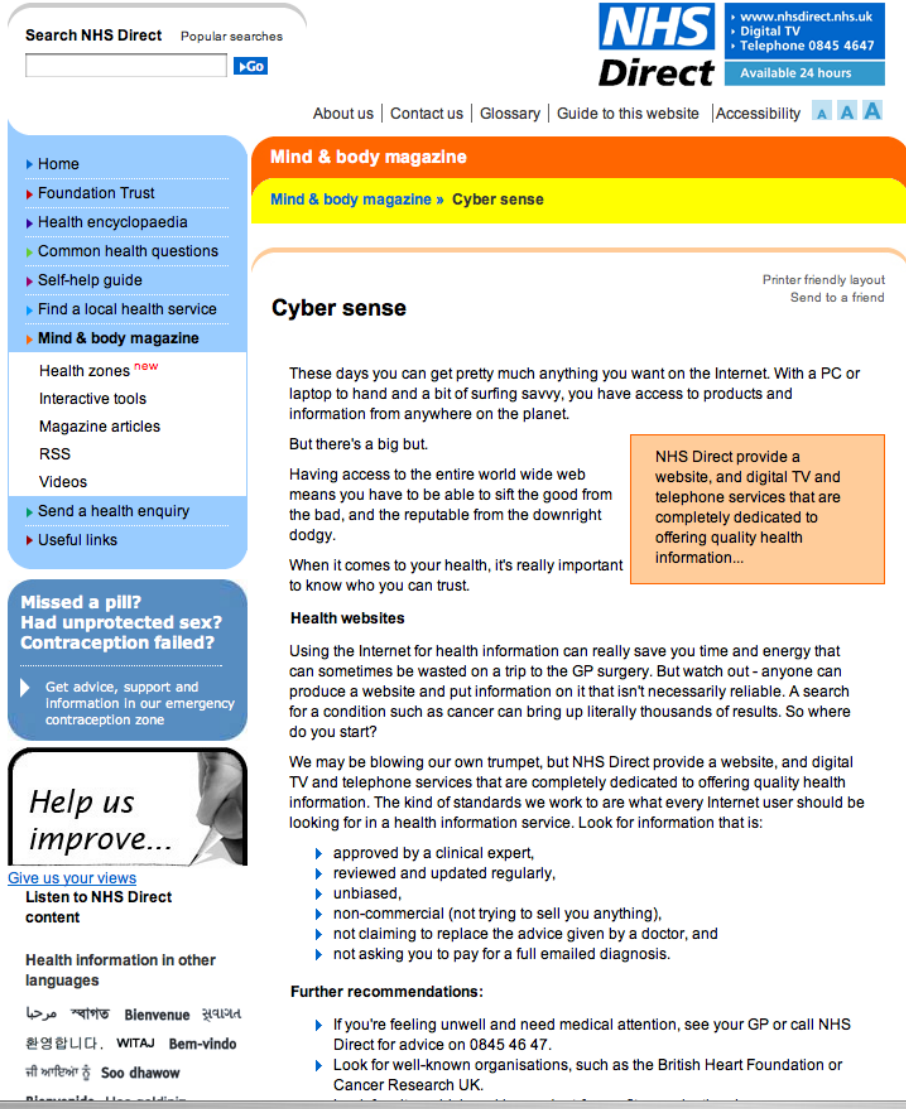 Search NHS Direct Popular searches
Go
NHS
Direct
www.nhsdirect.nhs.uk
Digital TV
Telephone 0845 4647
Available 24 hours
About us | Contact us | Glossary | Guide to this website | Accessibility A A A
Home
Foundation Trust
Health encyclopaedia
Common health questions
Self-help guide
Find a local health service
Mind & body magazine
Health zones new
Interactive tools
Magazine articles
RSS
Videos
Send a health enquiry
Useful links
Missed a pill?
Had unprotected sex?
Contraception failed?
Get advice, support and
information in our emergency
contraception zone
Help us
improve...
Give us your views
Listen to NHS Direct
content
Health information in other
languages
مرحبا স্বাগত Bienvenue સુવાગત
환영합니다. WITAJ Bem-vindo
ਜੀ ਆਇਆਂ ਨੂੰ Soo dhawow
Mind & body magazine
Mind & body magazine » Cyber sense
Printer friendly layout
Send to a friend
Cyber sense
These days you can get pretty much anything you want on the Internet. With a PC or
laptop to hand and a bit of surfing savvy, you have access to products and
information from anywhere on the planet.
But there's a big but.
Having access to the entire world wide web
means you have to be able to sift the good from
the bad, and the reputable from the downright
dodgy.
When it comes to your health, it's really important
to know who you can trust.
NHS Direct provide a
website, and digital TV and
telephone services that are
completely dedicated to
offering quality health
information...
Health websites
Using the Internet for health information can really save you time and energy that
can sometimes be wasted on a trip to the GP surgery. But watch out - anyone can
produce a website and put information on it that isn't necessarily reliable. A search
for a condition such as cancer can bring up literally thousands of results. So where
do you start?
We may be blowing our own trumpet, but NHS Direct provide a website, and digital
TV and telephone services that are completely dedicated to offering quality health
information. The kind of standards we work to are what every Internet user should be
looking for in a health information service. Look for information that is:
approved by a clinical expert,
reviewed and updated regularly,
unbiased,
non-commercial (not trying to sell you anything),
not claiming to replace the advice given by a doctor, and
not asking you to pay for a full emailed diagnosis.
Further recommendations:
If you're feeling unwell and need medical attention, see your GP or call NHS
Direct for advice on 0845 46 47.
Look for well-known organisations, such as the British Heart Foundation or
Cancer Research UK.